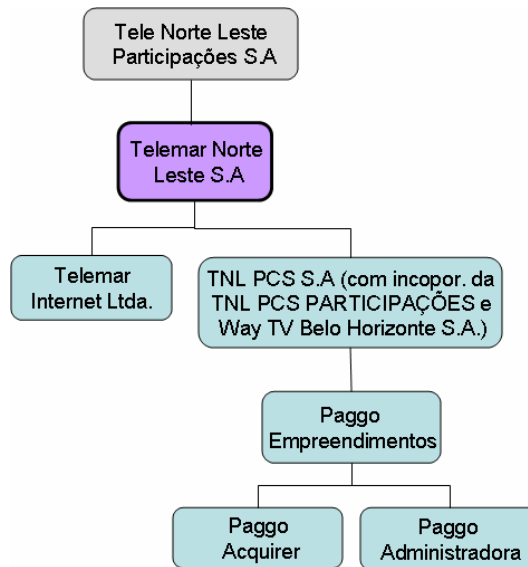 Tele Norte Leste
Participações S.A
Telemar Norte
Leste S.A
Telemar
Internet Ltda.
TNL PCS S.A (com incopor. da
TNL PCS PARTICIPAÇÕES e
Way TV Belo Horizonte S.A.)
Paggo
Empreendimentos
Paggo
Acquirer
Paggo
Administradora